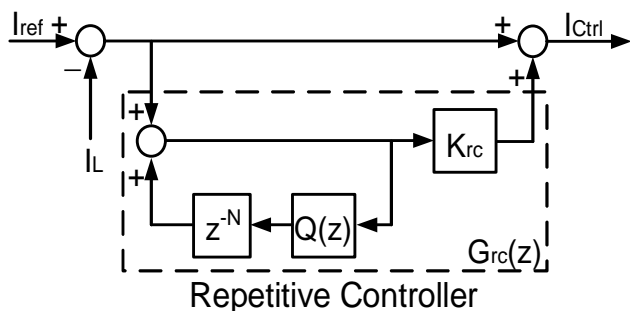 Iref + + ICtrl
− + +
IL + Krc
z-N Q(z)
Grc(z)
Repetitive Controller